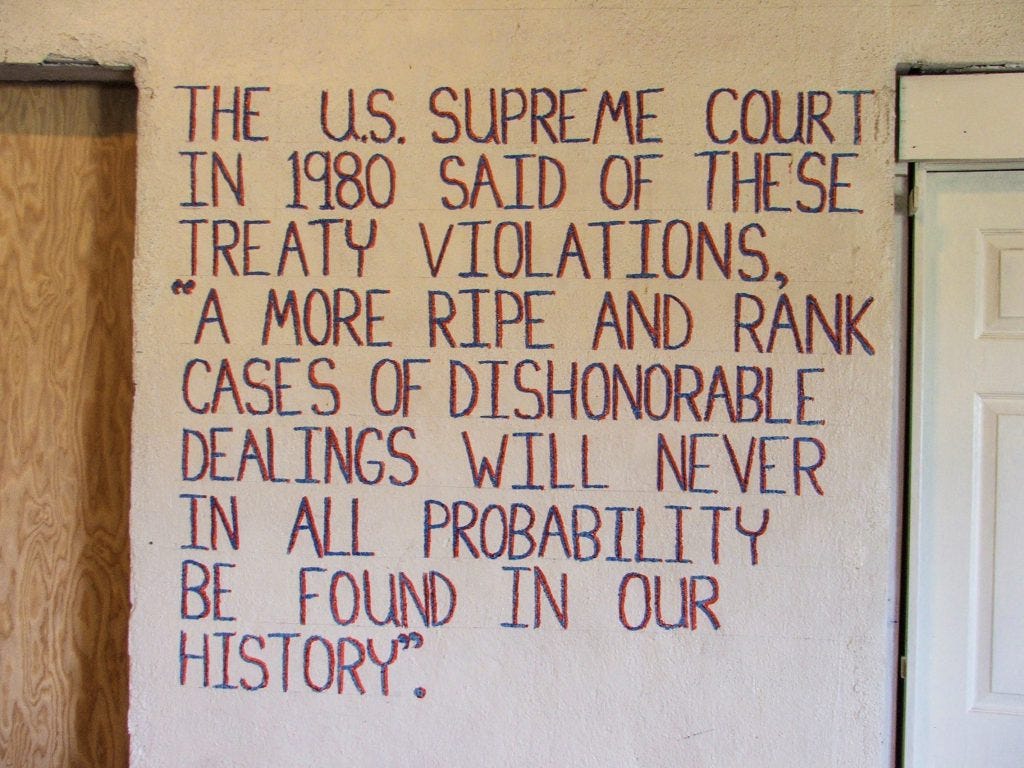 THE U.S. SUPREME COURT
IN 1980 SAID OF THESE
TREATY VIOLATIONS,
"A MORE RIPE AND RANK
CASES OF DISHONORABLE
DEALINGS WILL NEVER
IN ALL PROBABILITY
BE FOUND IN OUR
HISTORY".